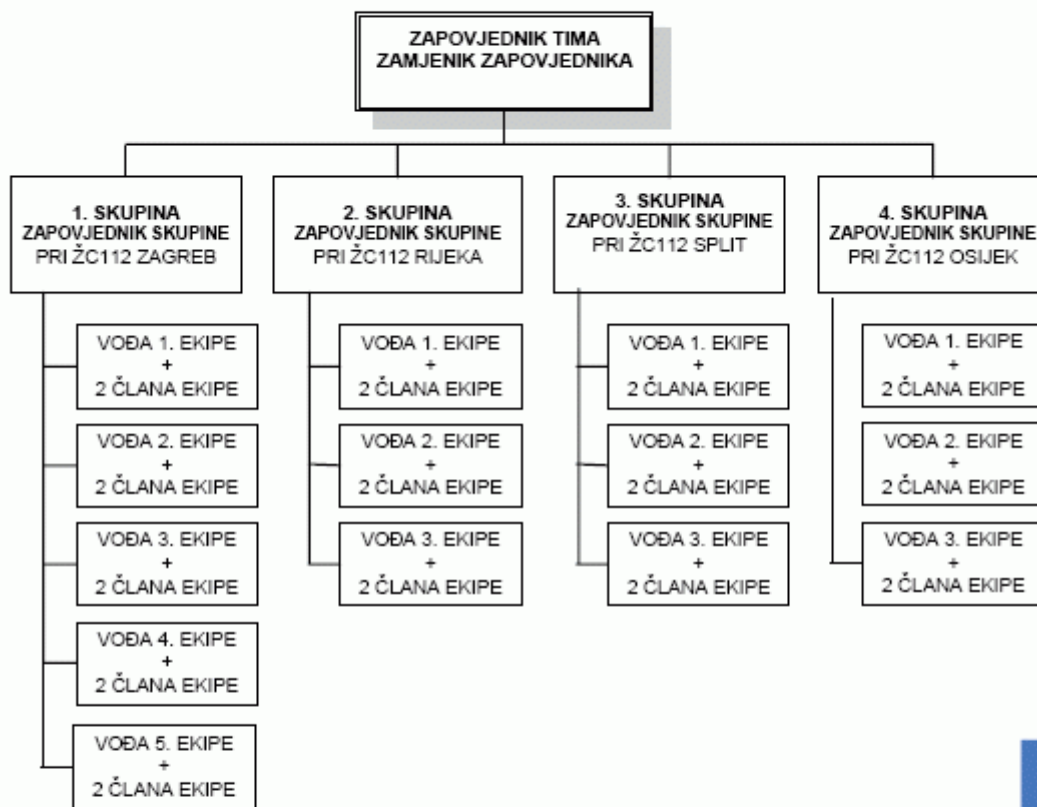 ZAPOVJEDNIK TIMA
ZAMJENIK ZAPOVJEDNIKA
1. SKUPINA
ZAPOVJEDNIK SKUPINE
PRI ŽC112 ZAGREB
VOĐA 1. EKIPE
+
2 ČLANA EKIPE
VOĐA 2. EKIPE
+
2 ČLANA EKIPE
VOĐA 3. EKIPE
+
2 ČLANA EKIPE
VOĐA 4. EKIPE
+
2 ČLANA EKIPE
VOĐA 5. EKIPE
+
2 ČLANA EKIPE
2. SKUPINA
ZAPOVJEDNIK SKUPINE
PRI ŽC112 RIJEKA
VOĐA 1. EKIPE
+
2 ČLANA EKIPE
VOĐA 2. EKIPE
+
2 ČLANA EKIPE
VOĐA 3. EKIPE
+
2 ČLANA EKIPE
3. SKUPINA
ZAPOVJEDNIK SKUPINE
PRI ŽC112 SPLIT
VOĐA 1. EKIPE
+
2 ČLANA EKIPE
VOĐA 2. EKIPE
+
2 ČLANA EKIPE
VOĐA 3. EKIPE
+
2 ČLANA EKIPE
4. SKUPINA
ZAPOVJEDNIK SKUPINE
PRI ŽC112 OSIJEK
VOĐA 1. EKIPE
+
2 ČLANA EKIPE
VOĐA 2. EKIPE
+
2 ČLANA EKIPE
VOĐA 3. EKIPE
+
2 ČLANA EKIPE